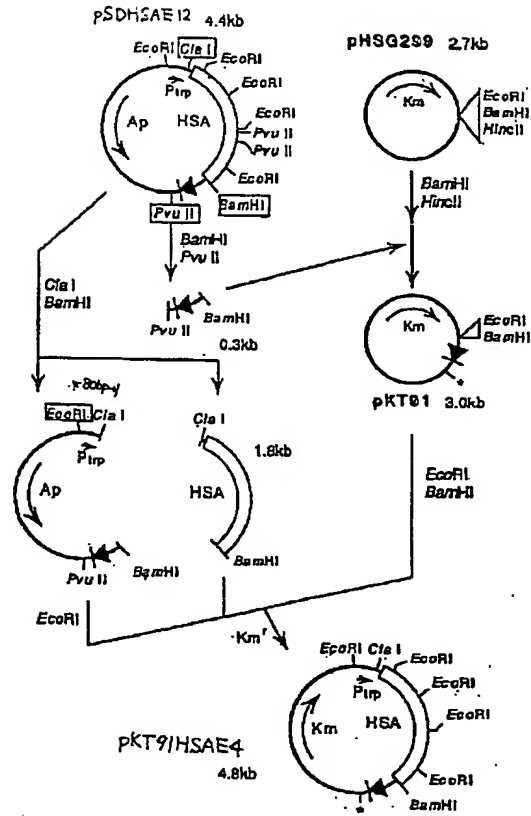 pSDHSAE12 4.4kb
EcoRI Cla I EcoRI
Ptrp
EcoRI
Ap
HSA
EcoRI
Pvu II
Pvu II
EcoRI
BamHI
Pvu II
pHSG299 2.7kb
Km
EcoRI
BamHI
HincII
BamHI
HincII
BamHI
Pvu II
Cla I
BamHI
Pvu II
BamHI
0.3kb
Km
EcoRI
BamHI
*
pKT91 3.0kb
EcoRI Cla I
Ptrp
Ap
BamHI
Pvu II
Cla I
1.8kb
HSA
BamHI
EcoRI
BamHI
EcoRI
Kmʳ
EcoRI Cla I
EcoRI
Ptrp
EcoRI
Km
HSA
EcoRI
EcoRI
BamHI
*
pKT91HSAE4
4.8kb